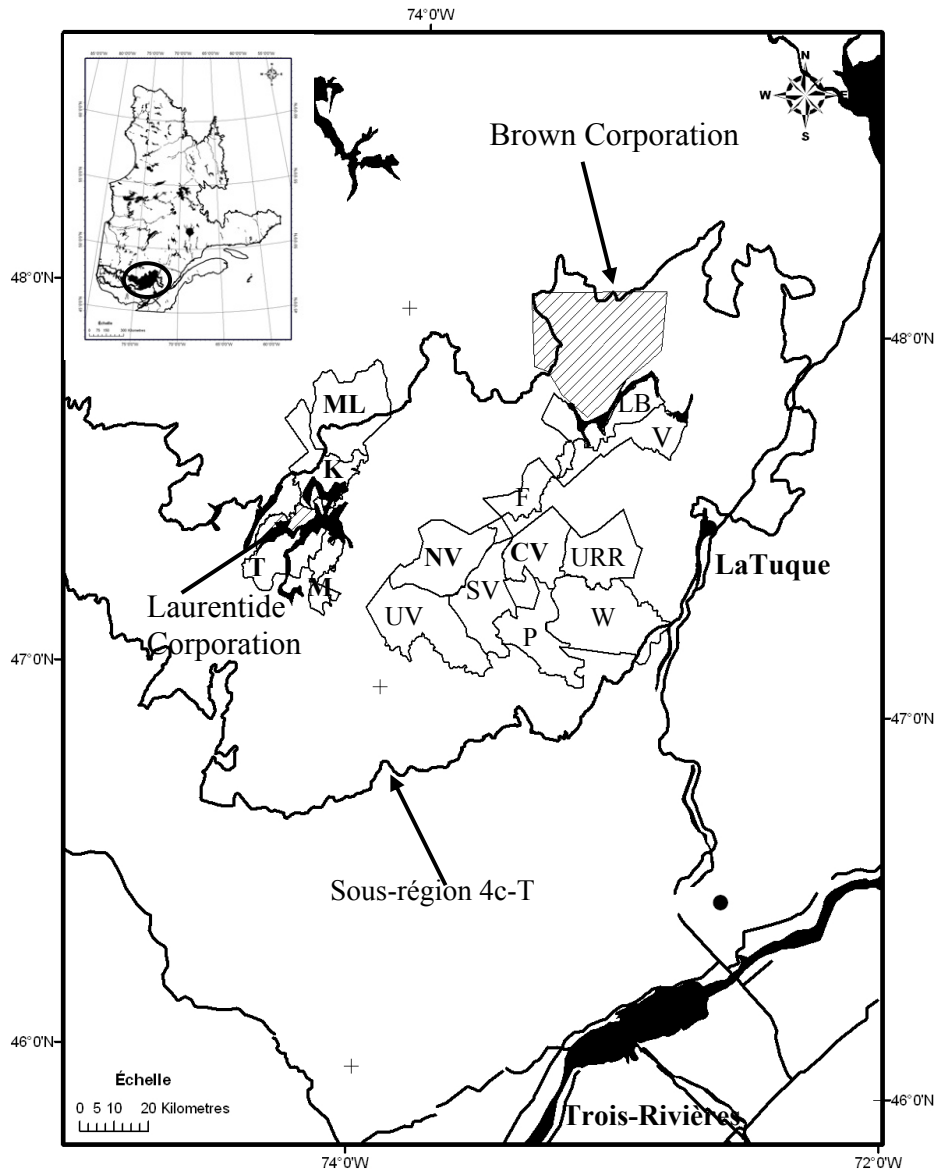 74°0'W
N
W
E
S
Brown Corporation
48°0'N
48°0'N
Échelle
ML
LB
V
K
F
NV
CV
URR
LaTuque
T
M
SV
Laurentide
Corporation
UV
P
W
47°0'N
47°0'N
Sous-région 4c-T
46°0'N
Échelle
0 5 10 20 Kilometres
Trois-Rivières
46°0'N
74°0'W
72°0'W